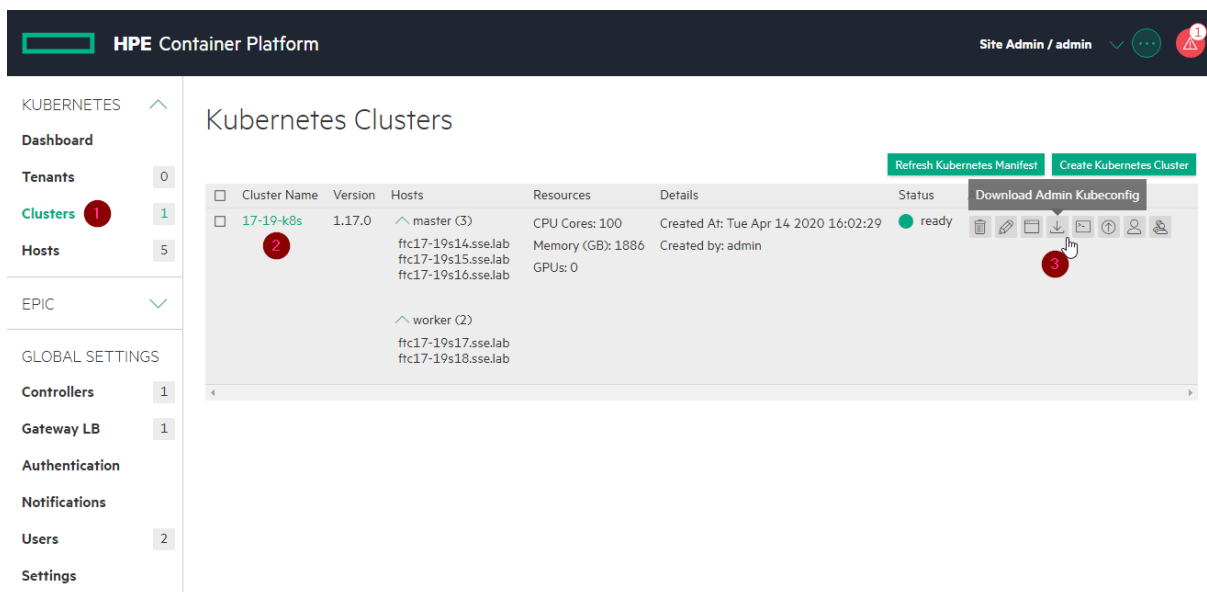 HPE Container Platform
Site Admin / admin
1
KUBERNETES
Dashboard
Tenants 0
Clusters 1 1
Hosts 5
EPIC
GLOBAL SETTINGS
Controllers 1
Gateway LB 1
Authentication
Notifications
Users 2
Settings
Kubernetes Clusters
Refresh Kubernetes Manifest Create Kubernetes Cluster
Cluster Name Version Hosts Resources Details Status
Download Admin Kubeconfig
17-19-k8s 1.17.0 master (3) CPU Cores: 100 Created At: Tue Apr 14 2020 16:02:29 ready
2 ftc17-19s14.sse.lab Memory (GB): 1886 Created by: admin
ftc17-19s15.sse.lab
ftc17-19s16.sse.lab GPUs: 0
3
worker (2)
ftc17-19s17.sse.lab
ftc17-19s18.sse.lab